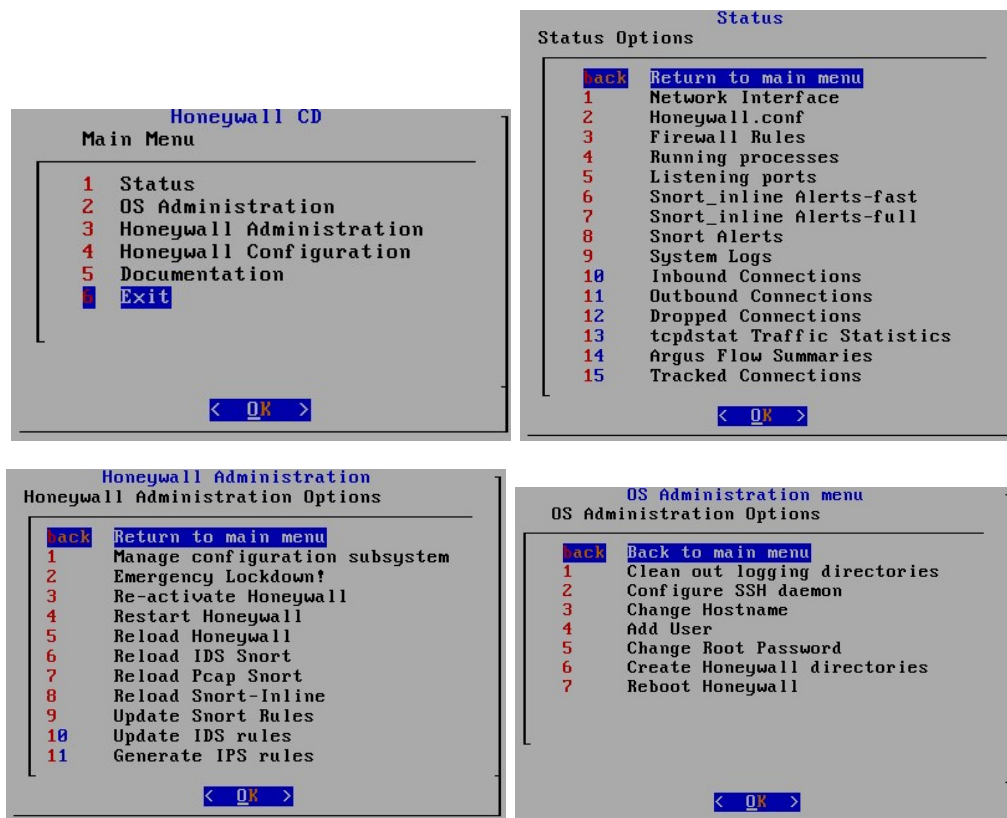 Honeywall CD
Main Menu
1 Status
2 OS Administration
3 Honeywall Administration
4 Honeywall Configuration
5 Documentation
6 Exit
< OK >
Status
Status Options
back Return to main menu
1 Network Interface
2 Honeywall.conf
3 Firewall Rules
4 Running processes
5 Listening ports
6 Snort_inline Alerts-fast
7 Snort_inline Alerts-full
8 Snort Alerts
9 System Logs
10 Inbound Connections
11 Outbound Connections
12 Dropped Connections
13 tcpdstat Traffic Statistics
14 Argus Flow Summaries
15 Tracked Connections
< OK >
Honeywall Administration
Honeywall Administration Options
back Return to main menu
1 Manage configuration subsystem
2 Emergency Lockdown!
3 Re-activate Honeywall
4 Restart Honeywall
5 Reload Honeywall
6 Reload IDS Snort
7 Reload Pcap Snort
8 Reload Snort-Inline
9 Update Snort Rules
10 Update IDS rules
11 Generate IPS rules
< OK >
OS Administration menu
OS Administration Options
back Back to main menu
1 Clean out logging directories
2 Configure SSH daemon
3 Change Hostname
4 Add User
5 Change Root Password
6 Create Honeywall directories
7 Reboot Honeywall
< OK >